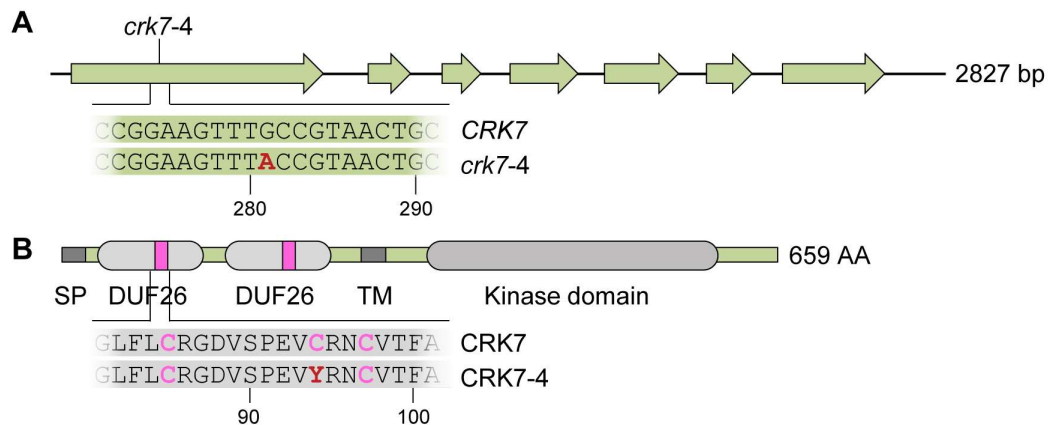 A
crk7-4
2827 bp
CCGGAAGTTTGCCGTAACTGC CRK7
CCGGAAGTTTACCGTAACTGC crk7-4
280 290
B
659 AA
SP DUF26 DUF26 TM Kinase domain
GLFLCRGDVSPEVCRNCVTFA CRK7
GLFLCRGDVSPEVYRNCVTFA CRK7-4
90 100